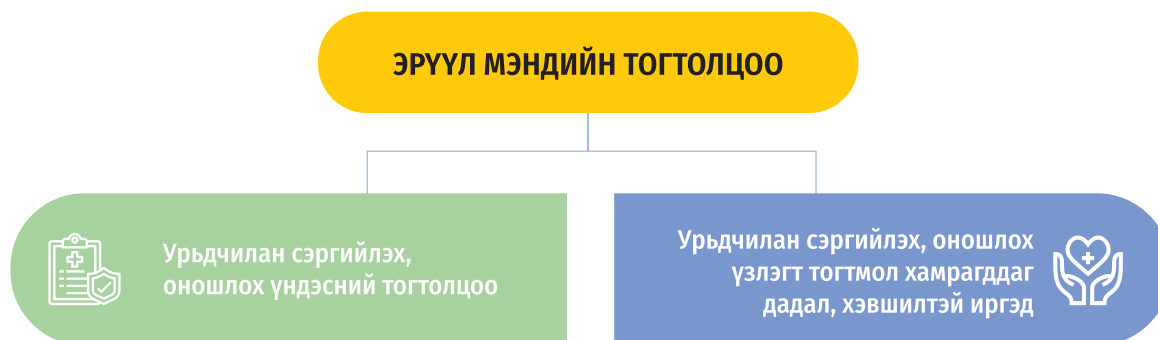 ЭРҮҮЛ МЭНДИЙН ТОГТОЛЦОО
Урьдчилан сэргийлэх,
оношлох үндэсний тогтолцоо
Урьдчилан сэргийлэх, оношлох
үзлэгт тогтмол хамрагддаг
дадал, хэвшилтэй иргэд